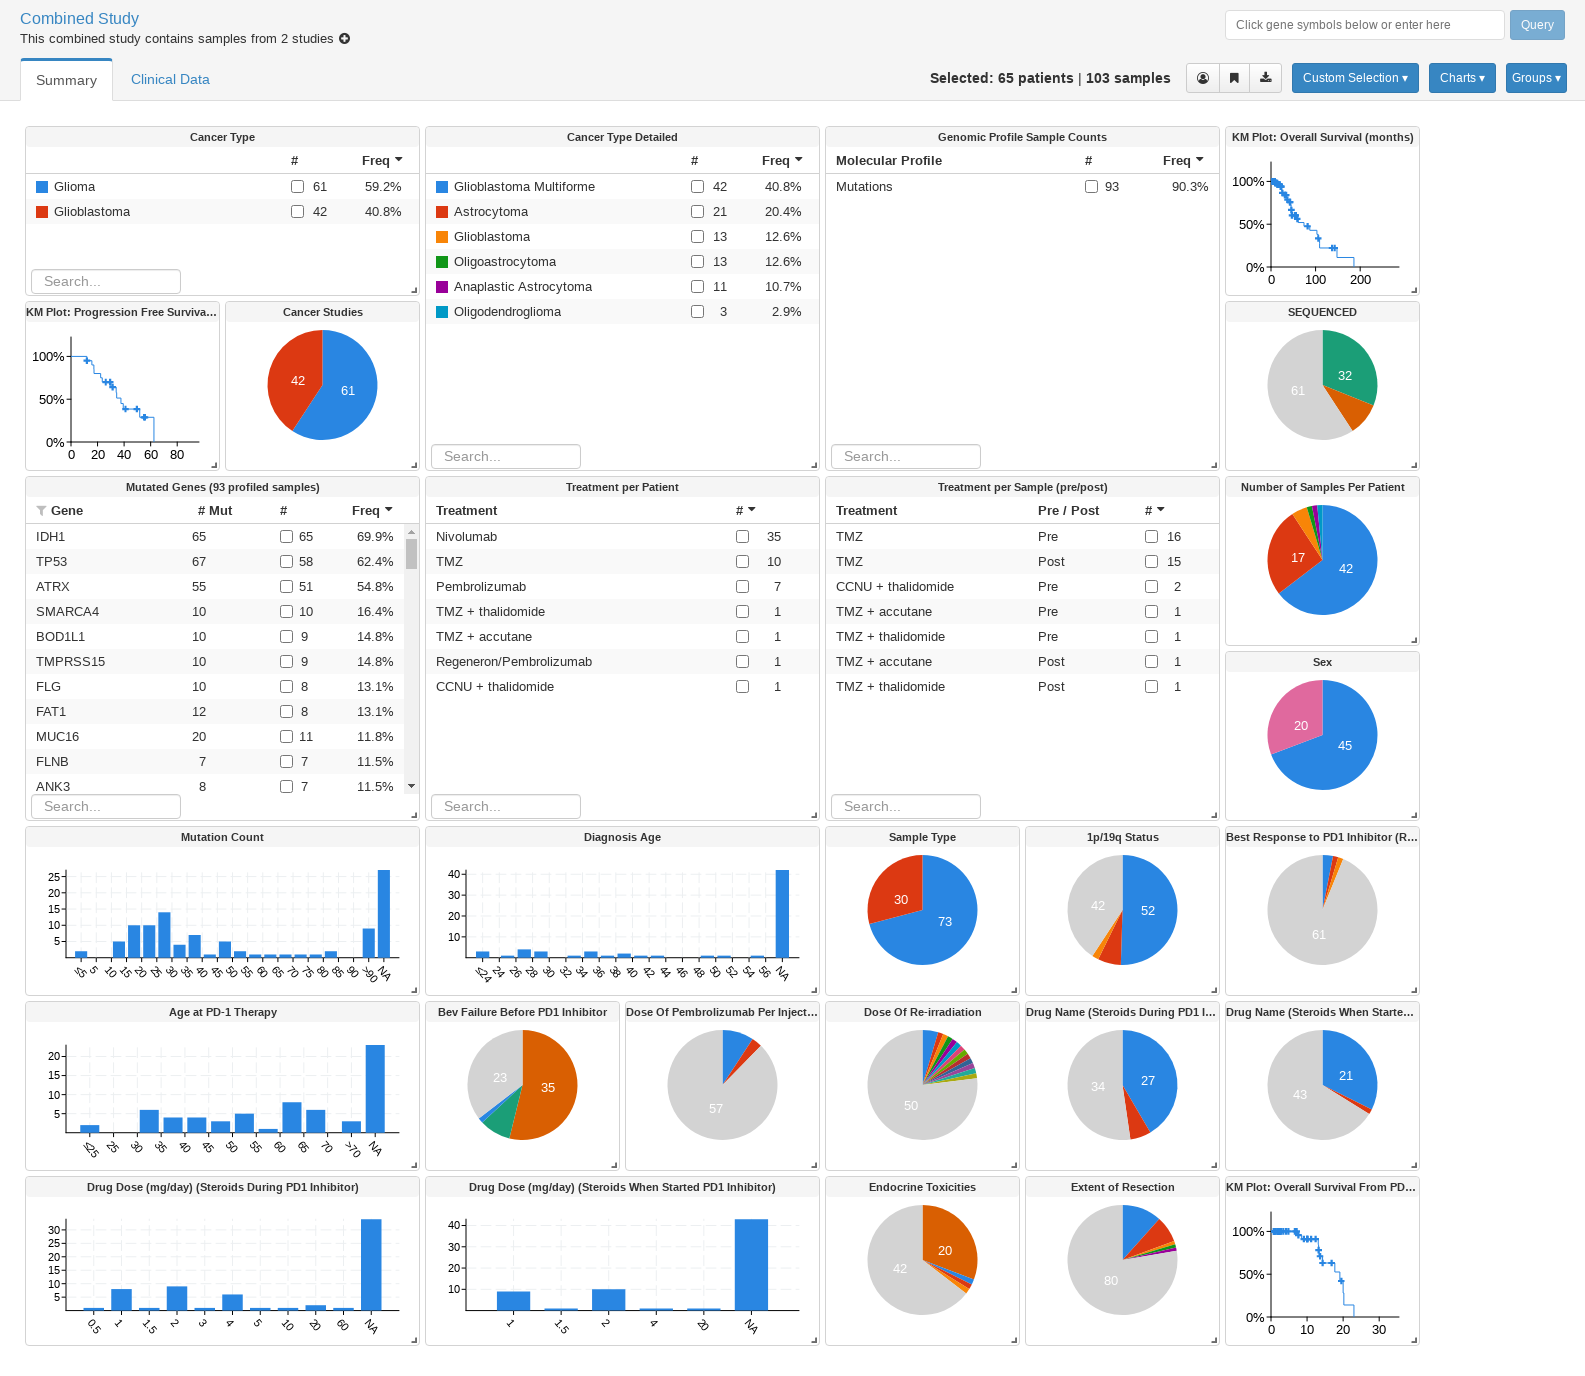 Combined Study
This combined study contains samples from 2 studies
Click gene symbols below or enter here
Query
Summary
Clinical Data
Selected: 65 patients | 103 samples
Custom Selection ▾
Charts ▾
Groups ▾
Cancer Type
# Freq
Glioma 61 59.2%
Glioblastoma 42 40.8%
Search...
Cancer Type Detailed
# Freq
Glioblastoma Multiforme 42 40.8%
Astrocytoma 21 20.4%
Glioblastoma 13 12.6%
Oligoastrocytoma 13 12.6%
Anaplastic Astrocytoma 11 10.7%
Oligodendroglioma 3 2.9%
Search...
Genomic Profile Sample Counts
Molecular Profile # Freq
Mutations 93 90.3%
Search...
KM Plot: Overall Survival (months)
100%
50%
0%
0 100 200
KM Plot: Progression Free Surviva...
100%
50%
0%
0 20 40 60 80
Cancer Studies
42
61
SEQUENCED
32
61
Mutated Genes (93 profiled samples)
Gene # Mut # Freq
IDH1 65 65 69.9%
TP53 67 58 62.4%
ATRX 55 51 54.8%
SMARCA4 10 10 16.4%
BOD1L1 10 9 14.8%
TMPRSS15 10 9 14.8%
FLG 10 8 13.1%
FAT1 12 8 13.1%
MUC16 20 11 11.8%
FLNB 7 7 11.5%
ANK3 8 7 11.5%
Search...
Treatment per Patient
Treatment #
Nivolumab 35
TMZ 10
Pembrolizumab 7
TMZ + thalidomide 1
TMZ + accutane 1
Regeneron/Pembrolizumab 1
CCNU + thalidomide 1
Search...
Treatment per Sample (pre/post)
Treatment Pre / Post #
TMZ Pre 16
TMZ Post 15
CCNU + thalidomide Pre 2
TMZ + accutane Pre 1
TMZ + thalidomide Pre 1
TMZ + accutane Post 1
TMZ + thalidomide Post 1
Search...
Number of Samples Per Patient
17
42
Sex
20
45
Mutation Count
25
20
15
10
5
≤5 5 10 15 20 25 30 35 40 45 50 55 60 65 70 75 80 85 90 >90 NA
Diagnosis Age
40
30
20
10
≤24 24 26 28 30 32 34 36 38 40 42 44 46 48 50 52 54 56 NA
Sample Type
30
73
1p/19q Status
42
52
Best Response to PD1 Inhibitor (R...
61
Age at PD-1 Therapy
20
15
10
5
≤25 25 30 35 40 45 50 55 60 65 70 >70 NA
Bev Failure Before PD1 Inhibitor
23
35
Dose Of Pembrolizumab Per Inject...
57
Dose Of Re-irradiation
50
Drug Name (Steroids During PD1 I...
34
27
Drug Name (Steroids When Starte...
21
43
Drug Dose (mg/day) (Steroids During PD1 Inhibitor)
30
25
20
15
10
5
0.5 1 1.5 2 3 4 5 10 20 60 NA
Drug Dose (mg/day) (Steroids When Started PD1 Inhibitor)
40
30
20
10
1 1.5 2 4 20 NA
Endocrine Toxicities
20
42
Extent of Resection
80
KM Plot: Overall Survival From PD...
100%
50%
0%
0 10 20 30